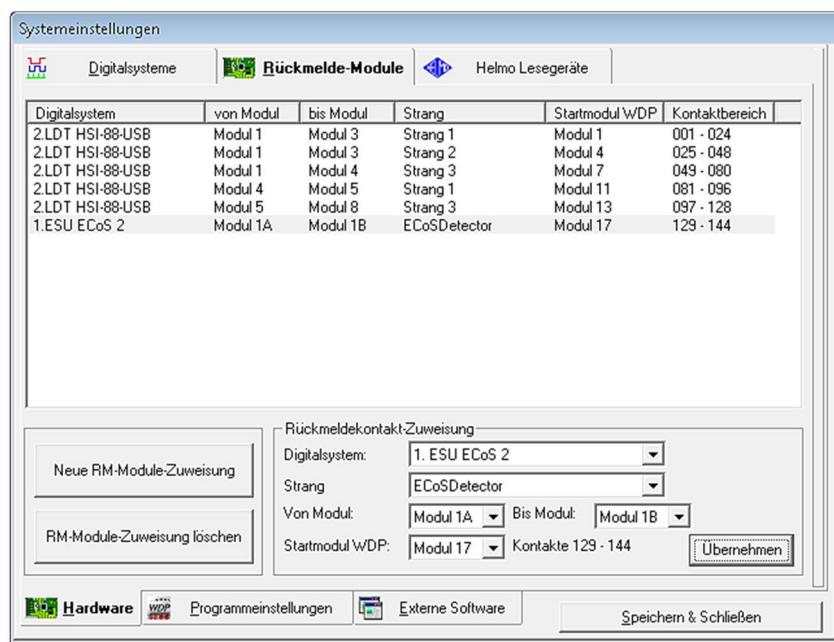 Systemeinstellungen
Digitalsysteme Rückmelde-Module Helmo Lesegeräte
Digitalsystem von Modul bis Modul Strang Startmodul WDP Kontaktbereich
2.LDT HSI-88-USB Modul 1 Modul 3 Strang 1 Modul 1 001 - 024
2.LDT HSI-88-USB Modul 1 Modul 3 Strang 2 Modul 4 025 - 048
2.LDT HSI-88-USB Modul 1 Modul 4 Strang 3 Modul 7 049 - 080
2.LDT HSI-88-USB Modul 4 Modul 5 Strang 1 Modul 11 081 - 096
2.LDT HSI-88-USB Modul 5 Modul 8 Strang 3 Modul 13 097 - 128
1.ESU ECoS 2 Modul 1A Modul 1B ECoSDetector Modul 17 129 - 144
Neue RM-Module-Zuweisung
RM-Module-Zuweisung löschen
Rückmeldekontakt-Zuweisung
Digitalsystem: 1. ESU ECoS 2
Strang ECoSDetector
Von Modul: Modul 1A Bis Modul: Modul 1B
Startmodul WDP: Modul 17 Kontakte 129 - 144 Übernehmen
Hardware WDP Programmeinstellungen Externe Software Speichern & Schließen